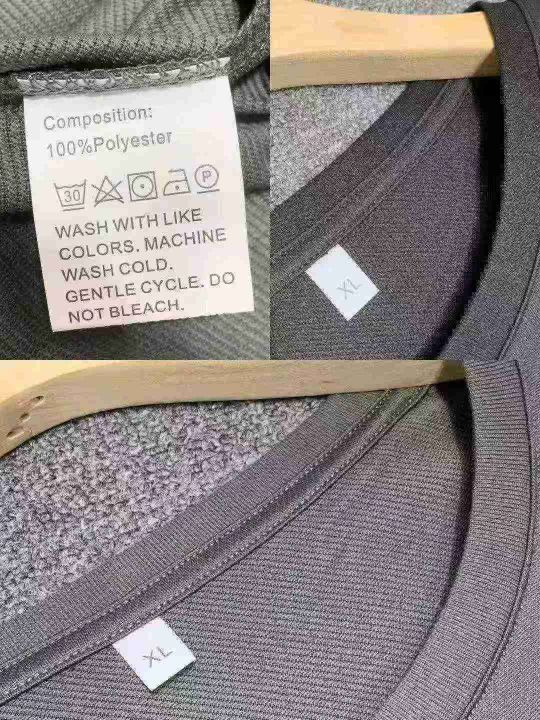 Composition:
100%Polyester
30 P
WASH WITH LIKE
COLORS. MACHINE
WASH COLD.
GENTLE CYCLE. DO
NOT BLEACH.
XL
XL